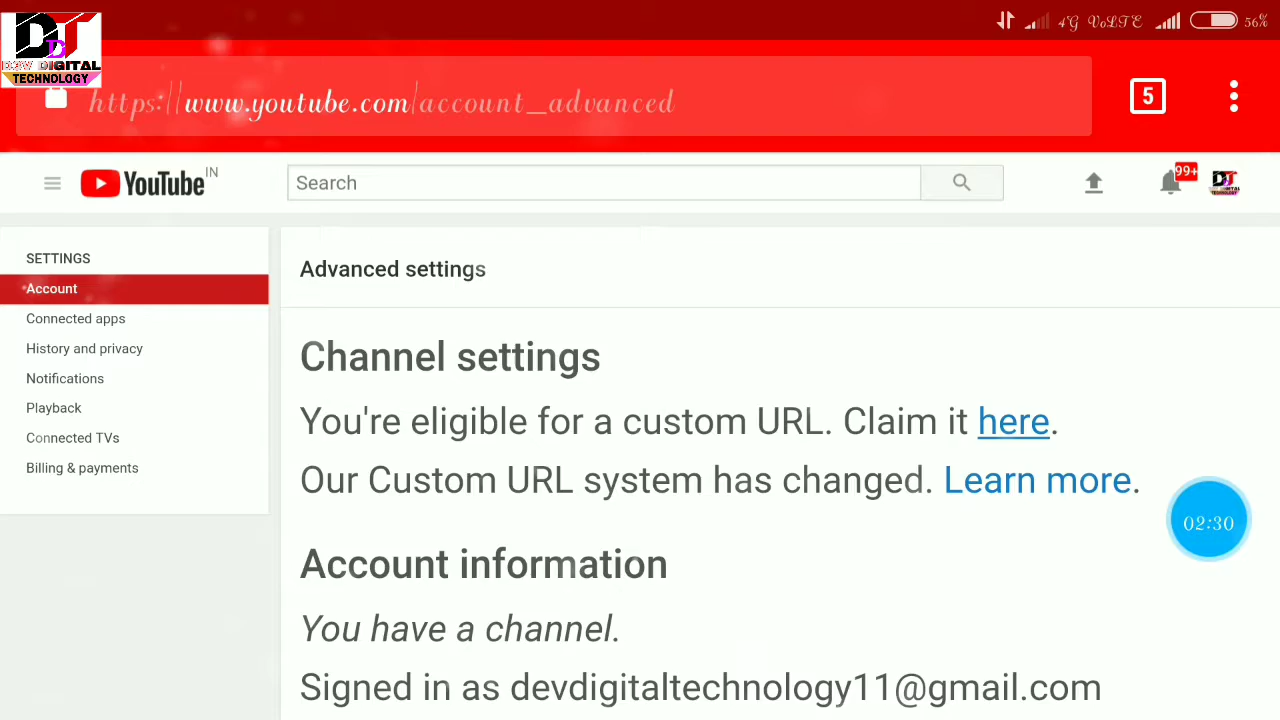 DT
DEV DIGITAL
TECHNOLOGY
4G VoLTE 56%
https://www.youtube.com/account_advanced
5
YouTube IN
Search
99+
SETTINGS
Account
Connected apps
History and privacy
Notifications
Playback
Connected TVs
Billing & payments
Advanced settings
Channel settings
You're eligible for a custom URL. Claim it here.
Our Custom URL system has changed. Learn more.
02:30
Account information
You have a channel.
Signed in as devdigitaltechnology11@gmail.com